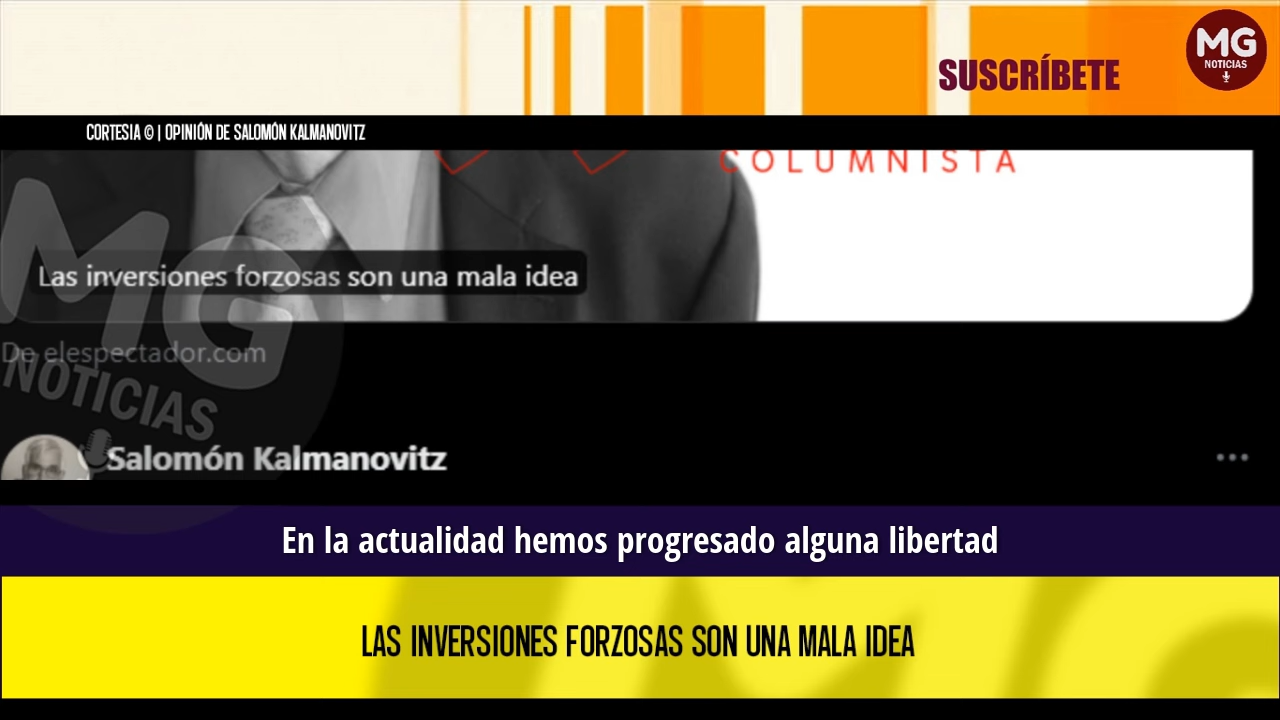 MG
NOTICIAS
SUSCRÍBETE
CORTESIA © | OPINIÓN DE SALOMÓN KALMANOVITZ
COLUMNISTA
Las inversiones forzosas son una mala idea
MG
NOTICIAS
De elespectador.com
Salomón Kalmanovitz
En la actualidad hemos progresado alguna libertad
LAS INVERSIONES FORZOSAS SON UNA MALA IDEA